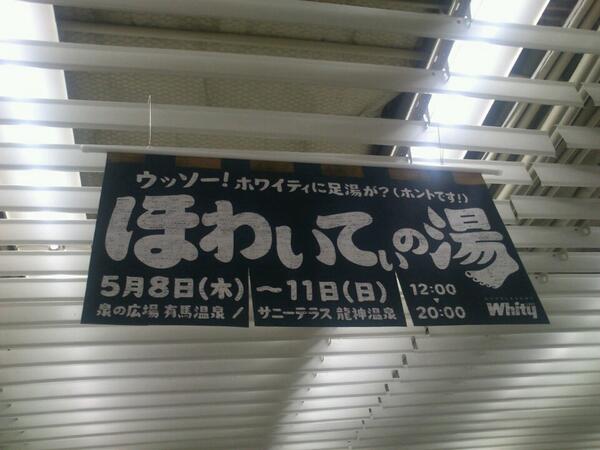 ウッソー!ホワイティに足湯が?(ホントです!)
ほわいてぃの湯
5月8日(木)〜11日(日)
12:00
▼
20:00
泉の広場 有馬温泉/サニーテラス 龍神温泉
Whity